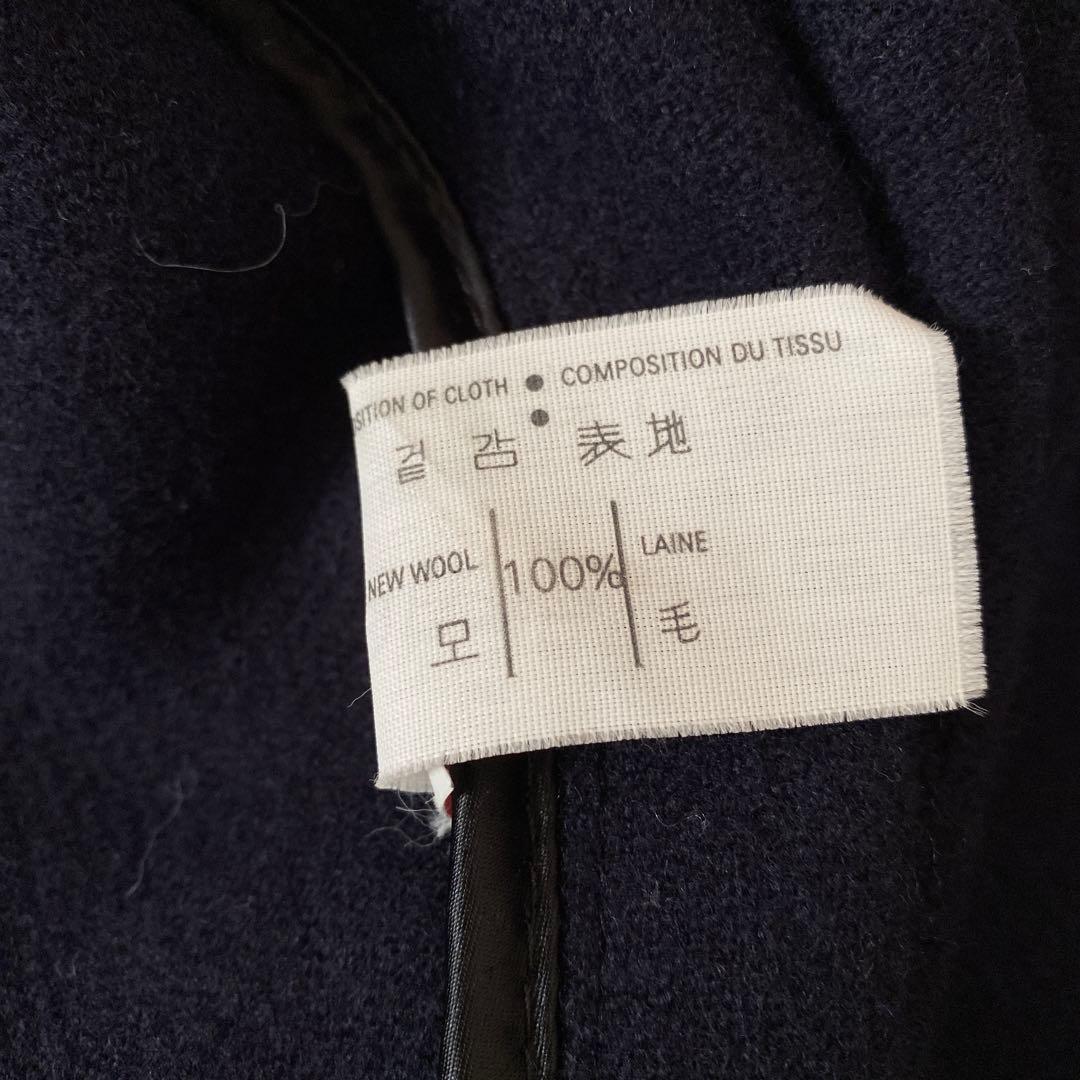 SITION OF CLOTH • COMPOSITION DU TISSU
겉 감 • 表地
NEW WOOL | 100% | LAINE
모 毛